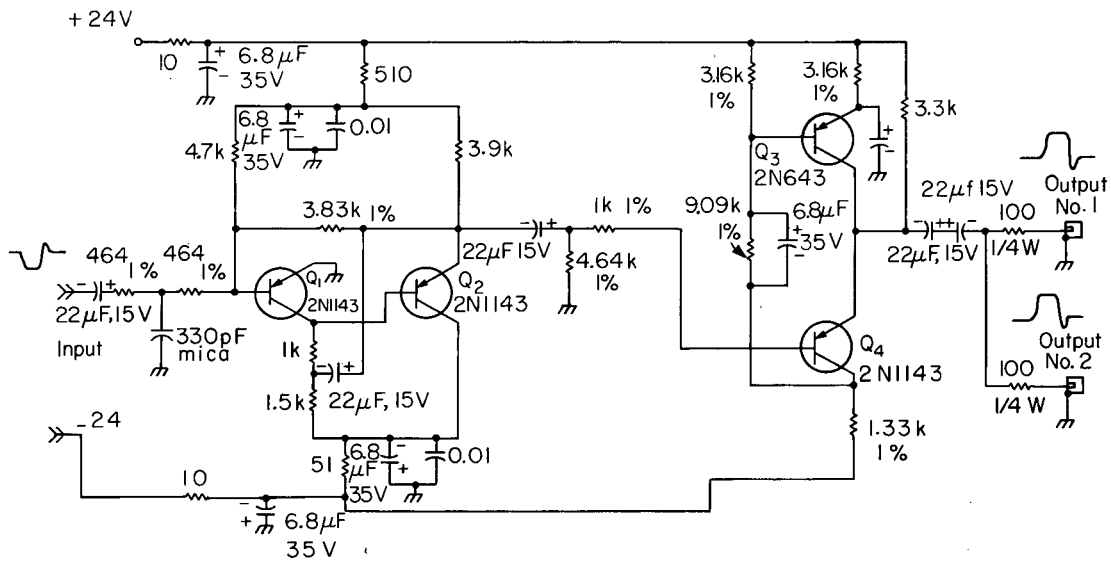 + 24V
10
+
-
6.8 μF
35V
510
6.8
μF
35V
+
-
0.01
4.7k
3.9k
3.83k 1%
3.16k
1%
3.16k
1%
+
-
3.3k
Q3
2N643
9.09k
1%
6.8μF
35V
+
-
- +
22μF 15V
1k 1%
4.64k
1%
22μf 15V
- ++ -
22μF, 15V
100
1/4 W
Output
No. 1
464
1%
464
1%
- +
22μF, 15V
Input
330pF
mica
Q1
2N1143
Q2
2N1143
1k
- +
22μF, 15V
1.5k
Q4
2N1143
Output
No. 2
100
1/4 W
-24
51
6.8
μF
35V
-
+
0.01
1.33k
1%
10
-
+
6.8μF
35V